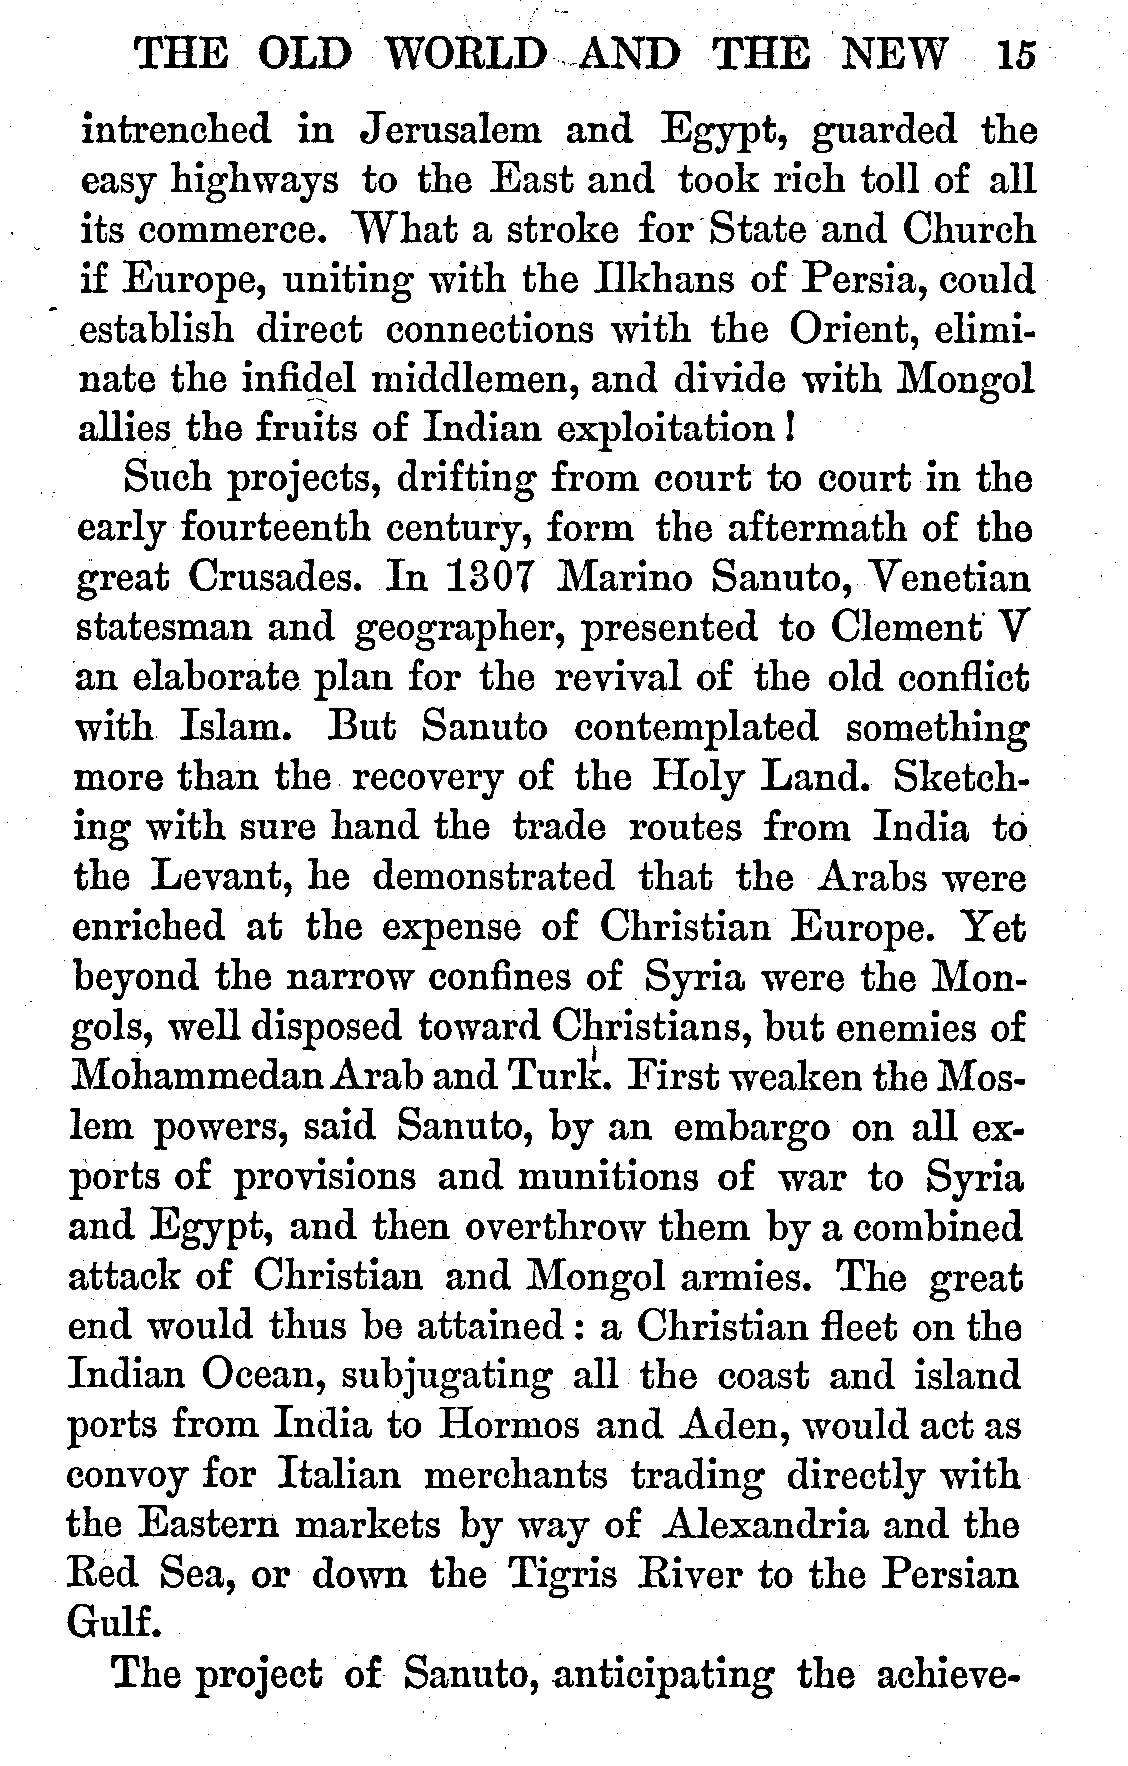 THE OLD WORLD AND THE NEW 15
intrenched in Jerusalem and Egypt, guarded the
easy highways to the East and took rich toll of all
its commerce. What a stroke for State and Church
if Europe, uniting with the Ilkhans of Persia, could
establish direct connections with the Orient, elimi-
nate the infidel middlemen, and divide with Mongol
allies the fruits of Indian exploitation!
Such projects, drifting from court to court in the
early fourteenth century, form the aftermath of the
great Crusades. In 1307 Marino Sanuto, Venetian
statesman and geographer, presented to Clement V
an elaborate plan for the revival of the old conflict
with Islam. But Sanuto contemplated something
more than the recovery of the Holy Land. Sketch-
ing with sure hand the trade routes from India to
the Levant, he demonstrated that the Arabs were
enriched at the expense of Christian Europe. Yet
beyond the narrow confines of Syria were the Mon-
gols, well disposed toward Christians, but enemies of
Mohammedan Arab and Turk. First weaken the Mos-
lem powers, said Sanuto, by an embargo on all ex-
ports of provisions and munitions of war to Syria
and Egypt, and then overthrow them by a combined
attack of Christian and Mongol armies. The great
end would thus be attained: a Christian fleet on the
Indian Ocean, subjugating all the coast and island
ports from India to Hormos and Aden, would act as
convoy for Italian merchants trading directly with
the Eastern markets by way of Alexandria and the
Red Sea, or down the Tigris River to the Persian
Gulf.
The project of Sanuto, anticipating the achieve-